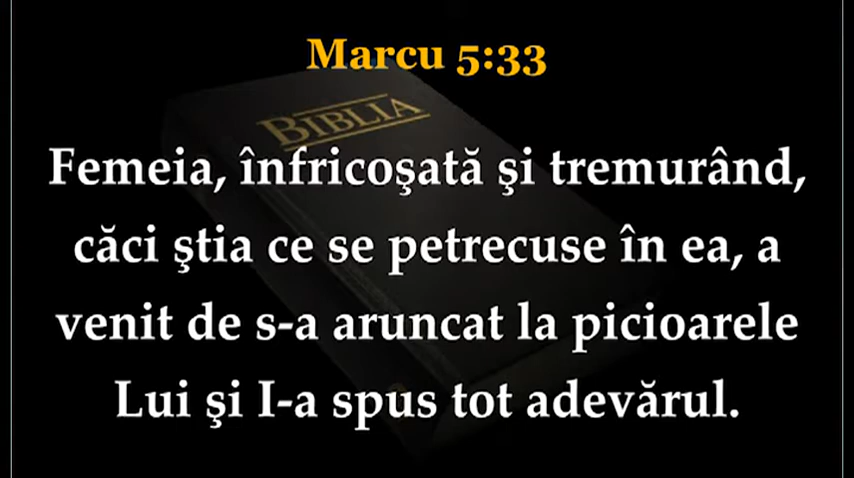 Marcu 5:33
BIBLIA
Femeia, înfricoşată şi tremurând,
căci ştia ce se petrecuse în ea, a
venit de s-a aruncat la picioarele
Lui şi I-a spus tot adevărul.